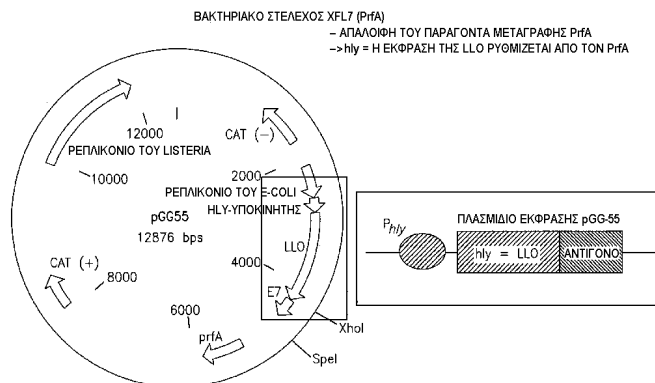 ΒΑΚΤΗΡΙΑΚΟ ΣΤΕΛΕΧΟΣ XFL7 (PrfA)
– ΑΠΑΛΟΙΦΗ ΤΟΥ ΠΑΡΑΓΟΝΤΑ ΜΕΤΑΓΡΑΦΗΣ PrfA
–>hly = Η ΕΚΦΡΑΣΗ ΤΗΣ LLO ΡΥΘΜΙΖΕΤΑΙ ΑΠΟ ΤΟΝ PrfA
12000
CAT (–)
ΡΕΠΛΙΚΟΝΙΟ ΤΟΥ LISTERIA
2000
10000
ΡΕΠΛΙΚΟΝΙΟ ΤΟΥ E-COLI
HLY-ΥΠΟΚΙΝΗΤΗΣ
pGG55
12876 bps
LLO
CAT (+)
8000
4000
E7
6000
prfA
XhoI
SpeI
Phly
ΠΛΑΣΜΙΔΙΟ ΕΚΦΡΑΣΗΣ pGG-55
hly = LLO
ΑΝΤΙΓΟΝΟ